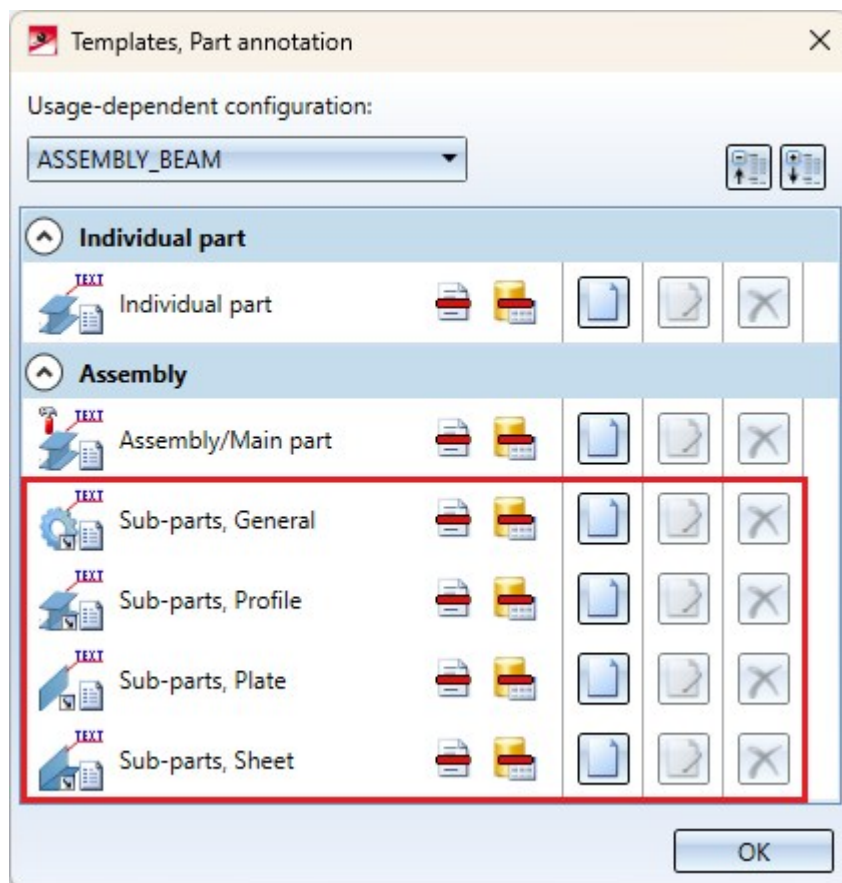 Templates, Part annotation
Usage-dependent configuration:
ASSEMBLY_BEAM
Individual part
TEXT
Individual part
Assembly
TEXT
Assembly/Main part
TEXT
Sub-parts, General
TEXT
Sub-parts, Profile
TEXT
Sub-parts, Plate
TEXT
Sub-parts, Sheet
OK